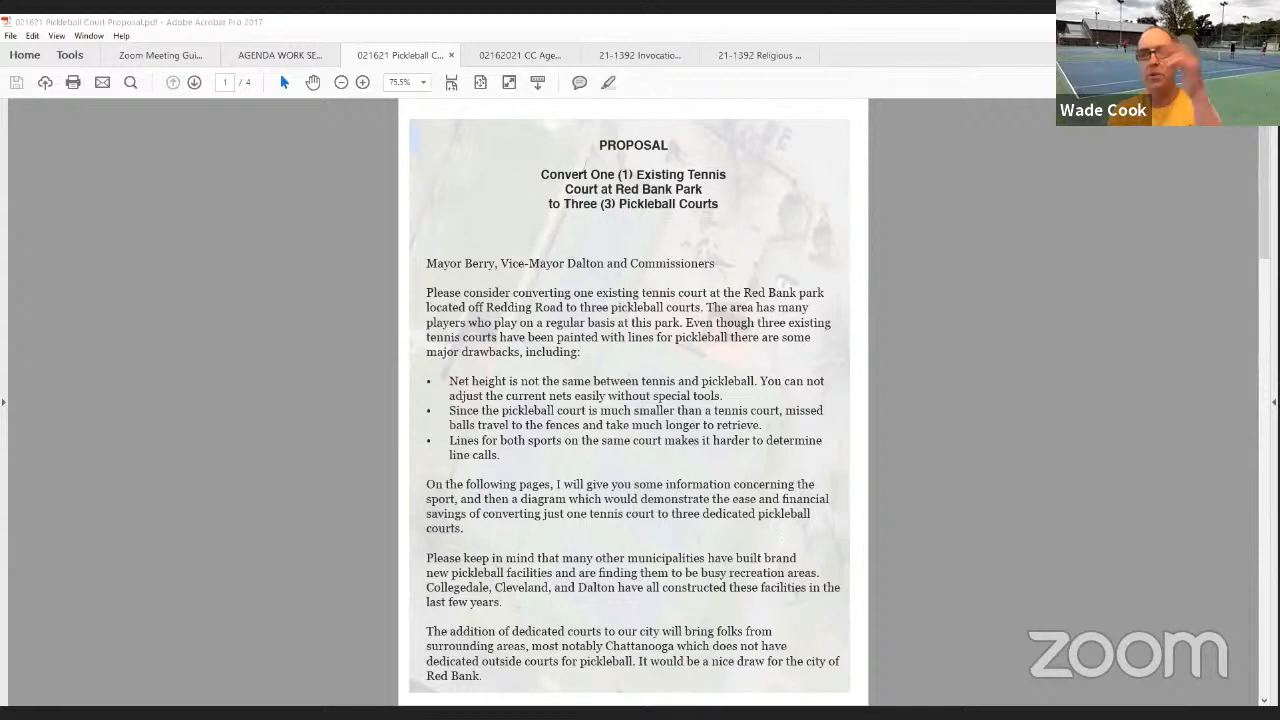 021621 Pickleball Court Proposal.pdf - Adobe Acrobat Pro 2017
File Edit View Window Help
Home Tools Zoom Meeting Gui... AGENDA WORK SE... 021621 Pickleball C... × 02162021 CC Age... 21-1392 Invocatio... 21-1392 Religious ...
1 / 4 75.5%
Wade Cook
PROPOSAL
Convert One (1) Existing Tennis
Court at Red Bank Park
to Three (3) Pickleball Courts
Mayor Berry, Vice-Mayor Dalton and Commissioners
Please consider converting one existing tennis court at the Red Bank park
located off Redding Road to three pickleball courts. The area has many
players who play on a regular basis at this park. Even though three existing
tennis courts have been painted with lines for pickleball there are some
major drawbacks, including:
• Net height is not the same between tennis and pickleball. You can not
adjust the current nets easily without special tools.
• Since the pickleball court is much smaller than a tennis court, missed
balls travel to the fences and take much longer to retrieve.
• Lines for both sports on the same court makes it harder to determine
line calls.
On the following pages, I will give you some information concerning the
sport, and then a diagram which would demonstrate the ease and financial
savings of converting just one tennis court to three dedicated pickleball
courts.
Please keep in mind that many other municipalities have built brand
new pickleball facilities and are finding them to be busy recreation areas.
Collegedale, Cleveland, and Dalton have all constructed these facilities in the
last few years.
The addition of dedicated courts to our city will bring folks from
surrounding areas, most notably Chattanooga which does not have
dedicated outside courts for pickleball. It would be a nice draw for the city of
Red Bank.
zoom